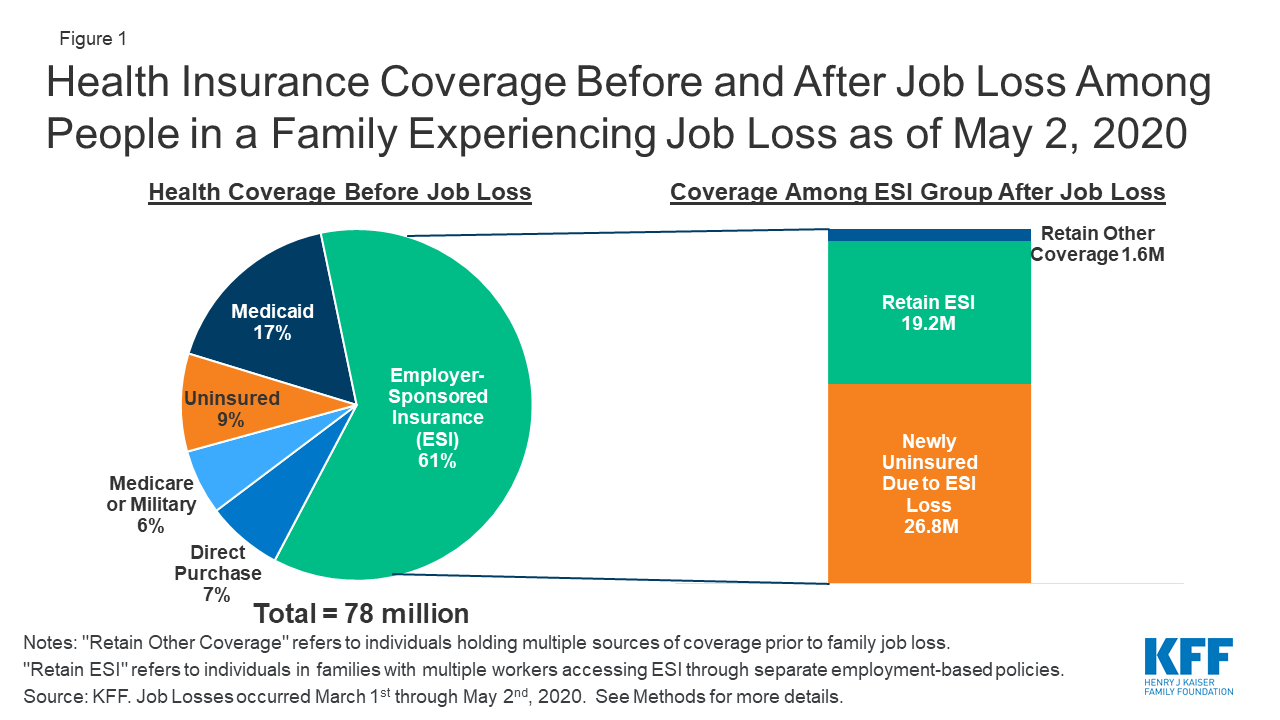 Figure 1
Health Insurance Coverage Before and After Job Loss Among
People in a Family Experiencing Job Loss as of May 2, 2020
Health Coverage Before Job Loss
Medicaid
17%
Uninsured
9%
Medicare
or Military
6%
Direct
Purchase
7%
Employer-
Sponsored
Insurance
(ESI)
61%
Total = 78 million
Coverage Among ESI Group After Job Loss
Retain Other
Coverage 1.6M
Retain ESI
19.2M
Newly
Uninsured
Due to ESI
Loss
26.8M
Notes: "Retain Other Coverage" refers to individuals holding multiple sources of coverage prior to family job loss.
"Retain ESI" refers to individuals in families with multiple workers accessing ESI through separate employment-based policies.
Source: KFF. Job Losses occurred March 1st through May 2nd, 2020. See Methods for more details.
KFF
HENRY J KAISER
FAMILY FOUNDATION